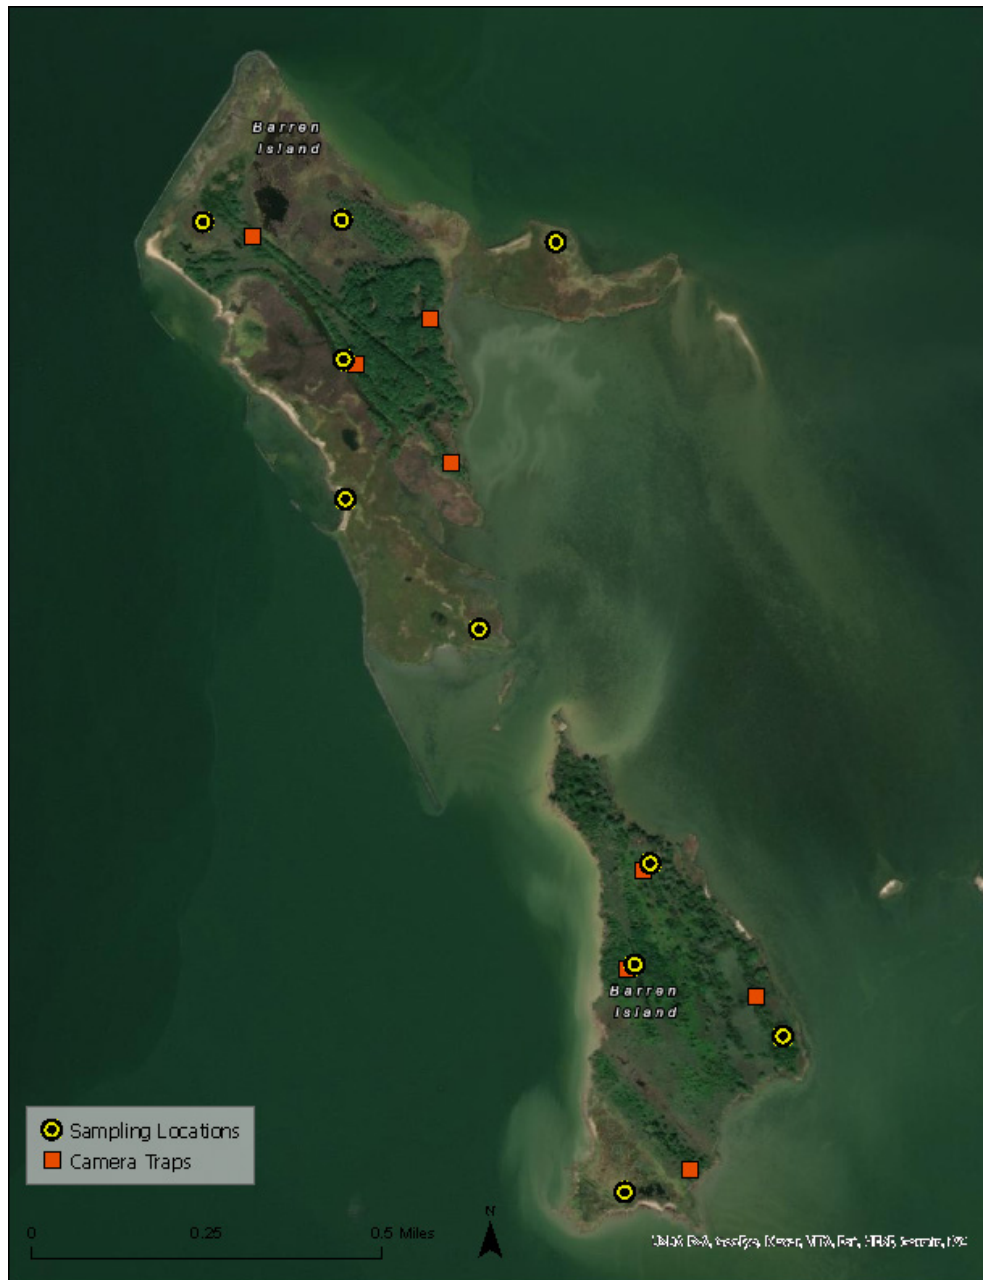 Barren
Island
Barren
Island
Sampling Locations
Camera Traps
0 0.25 0.5 Miles
N